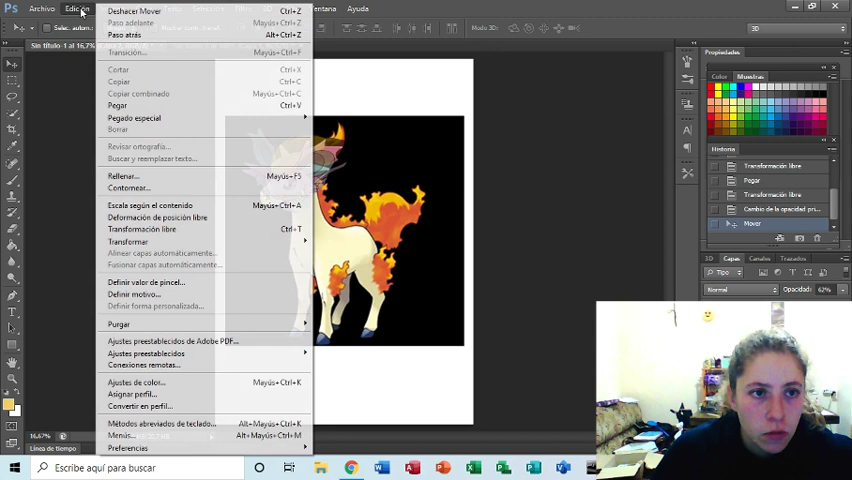 Ps Archivo Edición Ventana Ayuda
Selec. autom.: Modo 3D: 3D
Sin título-1 al 16,7%
Deshacer Mover Ctrl+Z
Paso adelante Mayús+Ctrl+Z
Paso atrás Alt+Ctrl+Z
Transición... Mayús+Ctrl+F
Cortar Ctrl+X
Copiar Ctrl+C
Copiar combinado Mayús+Ctrl+C
Pegar Ctrl+V
Pegado especial
Borrar
Revisar ortografía...
Buscar y reemplazar texto...
Rellenar... Mayús+F5
Contornear...
Escala según el contenido Mayús+Ctrl+A
Deformación de posición libre
Transformación libre Ctrl+T
Transformar
Alinear capas automáticamente...
Fusionar capas automáticamente...
Definir valor de pincel...
Definir motivo...
Definir forma personalizada...
Purgar
Ajustes preestablecidos de Adobe PDF...
Ajustes preestablecidos
Conexiones remotas...
Ajustes de color... Mayús+Ctrl+K
Asignar perfil...
Convertir en perfil...
Métodos abreviados de teclado... Alt+Mayús+Ctrl+K
Menús... Alt+Mayús+Ctrl+M
Preferencias
Propiedades
Color Muestras
Historia
Transformación libre
Pegar
Transformación libre
Cambio de la opacidad pri...
Mover
3D Capas Canales Trazados
Tipo
Normal Opacidad: 62%
16,67%
Línea de tiempo
Escribe aquí para buscar